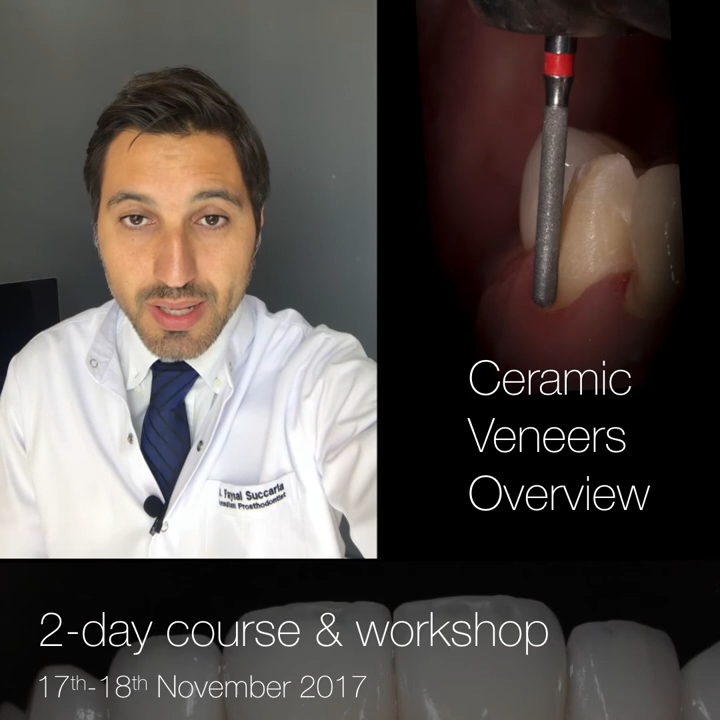 Faysal Succaria
Prosthodontist
Ceramic
Veneers
Overview
2-day course & workshop
17th-18th November 2017